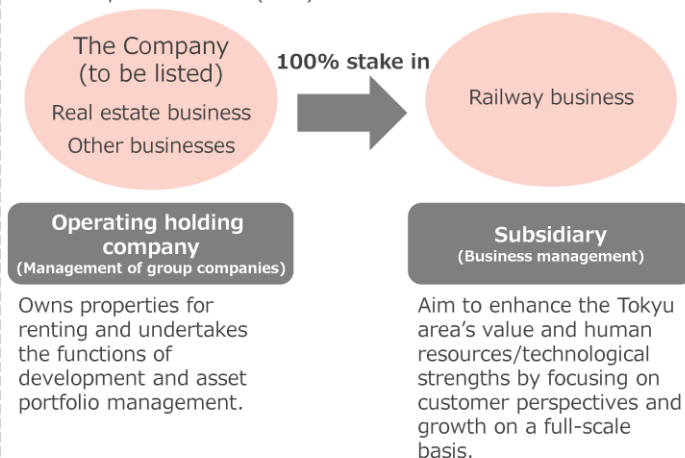 The Company
(to be listed)
Real estate business
Other businesses
100% stake in
Railway business
Operating holding
company
(Management of group companies)
Subsidiary
(Business management)
Owns properties for
renting and undertakes
the functions of
development and asset
portfolio management.
Aim to enhance the Tokyu
area's value and human
resources/technological
strengths by focusing on
customer perspectives and
growth on a full-scale
basis.